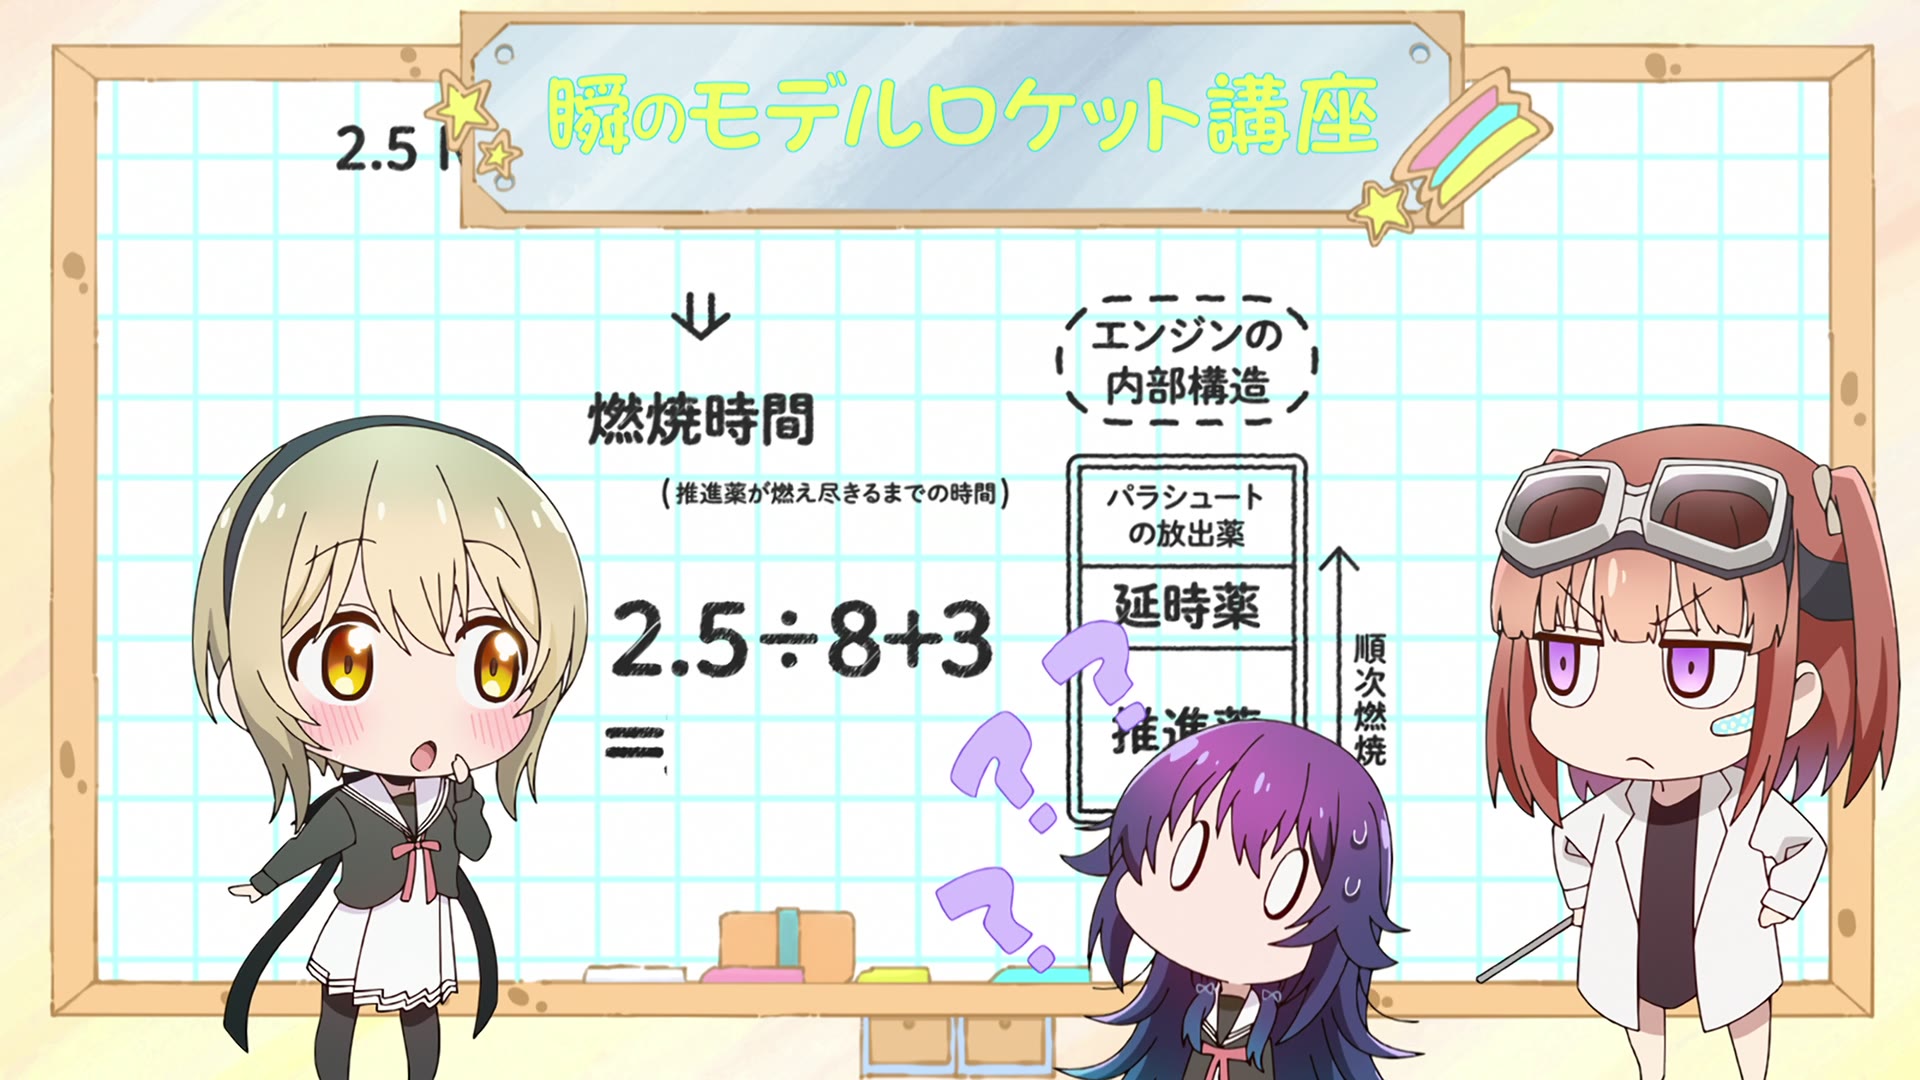 瞬のモデルロケット講座
2.5
燃焼時間
(推進薬が燃え尽きるまでの時間)
2.5÷8+3
=
エンジンの
内部構造
パラシュート
の放出薬
延時薬
推進薬
順次燃焼